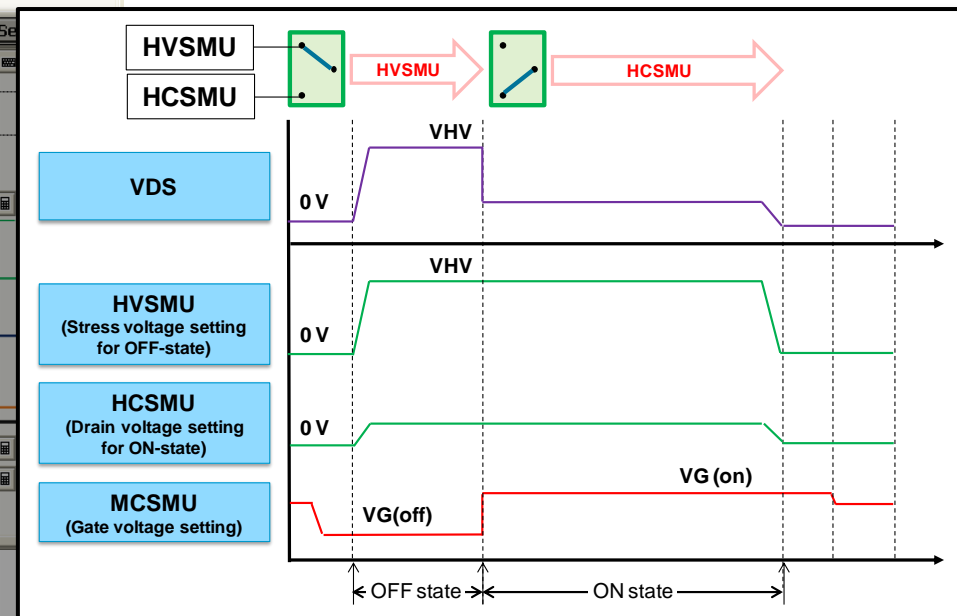 Se
HVSMU
HCSMU
HVSMU
HCSMU
VHV
VDS
0 V
VHV
HVSMU
(Stress voltage setting
for OFF-state)
0 V
HCSMU
(Drain voltage setting
for ON-state)
0 V
VG (on)
MCSMU
(Gate voltage setting)
VG(off)
OFF state
ON state